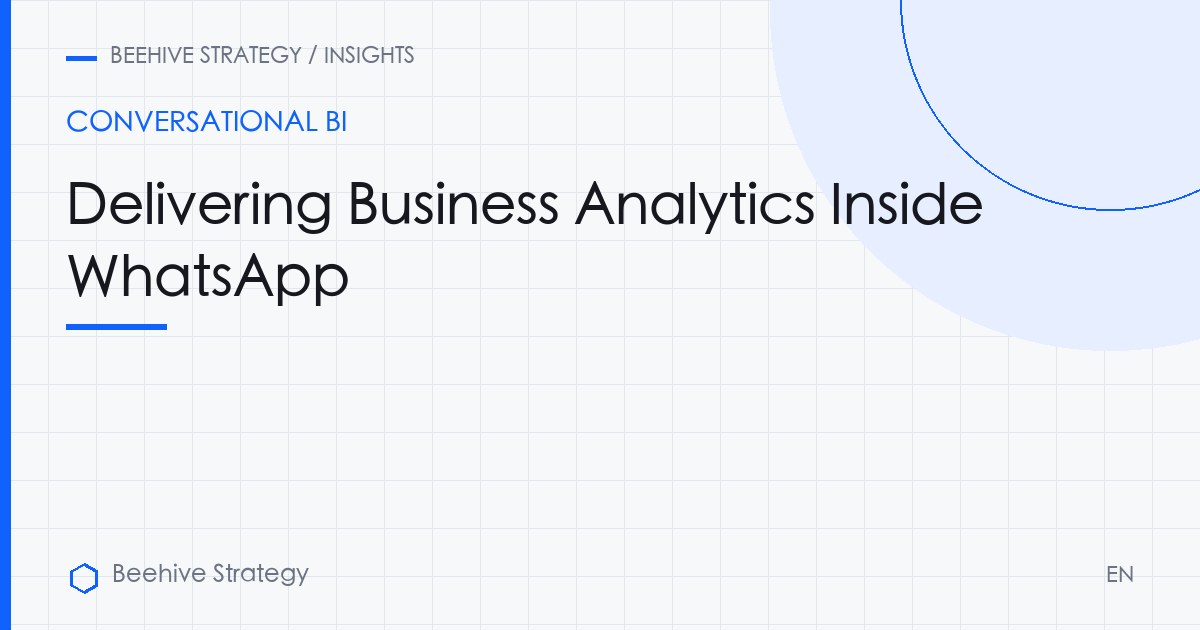 BEEHIVE STRATEGY / INSIGHTS
CONVERSATIONAL BI
Delivering Business Analytics Inside
WhatsApp
Beehive Strategy
EN